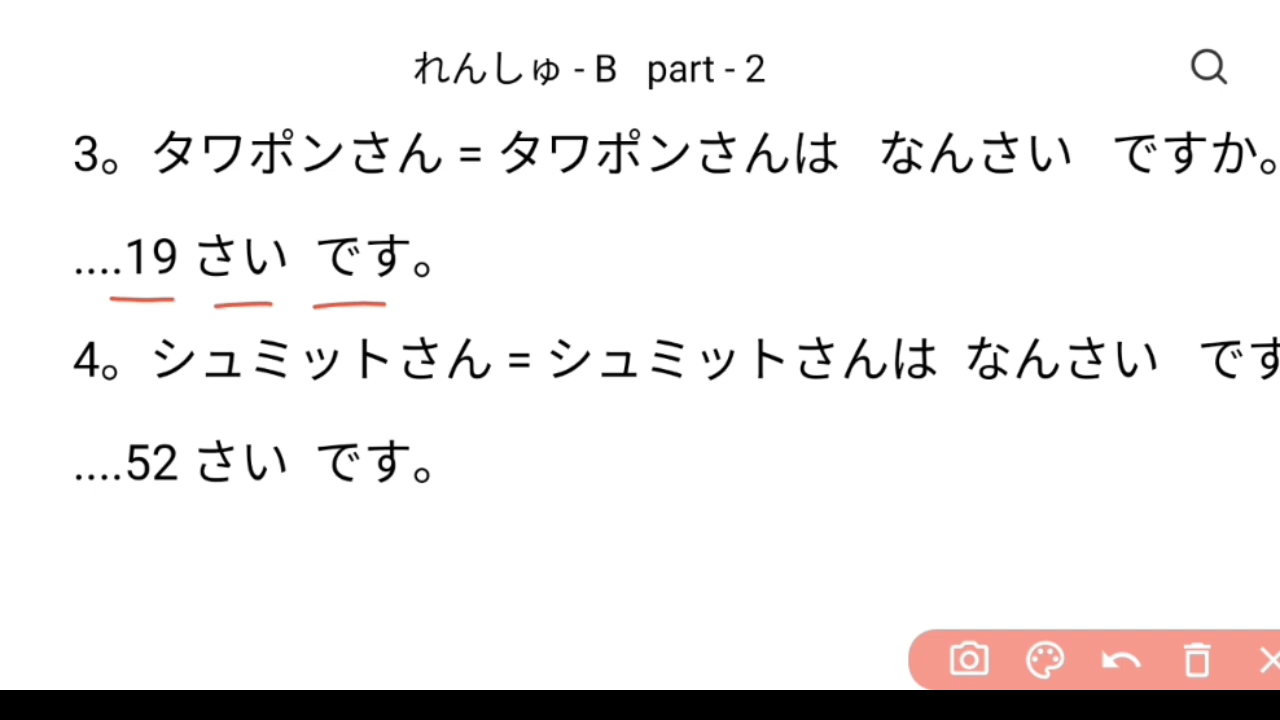 れんしゅ - B part - 2
3。タワポンさん = タワポンさんは なんさい ですか。
....19 さい です。
4。シュミットさん = シュミットさんは なんさい です
....52 さい です。